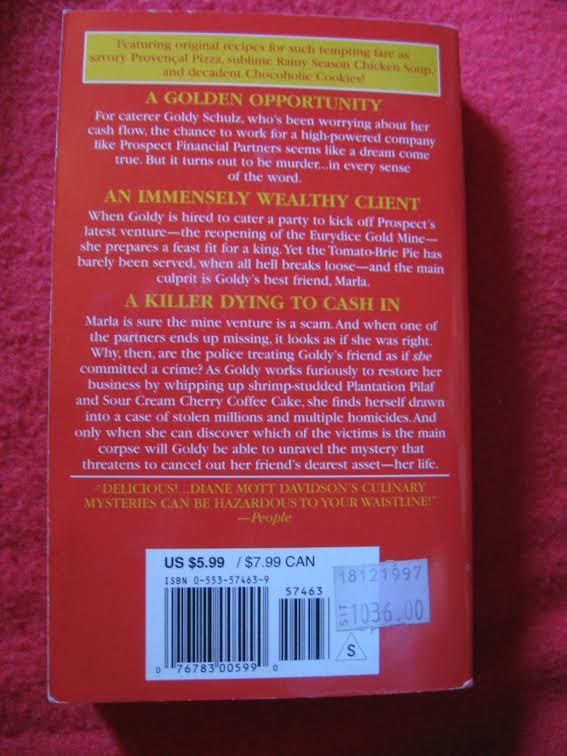 Featuring original recipes for such tempting fare as
savory Provençal Pizza, sublime Rainy Season Chicken Soup,
and decadent Chocoholic Cookies!
A GOLDEN OPPORTUNITY
For caterer Goldy Schulz, who's been worrying about her
cash flow, the chance to work for a high-powered company
like Prospect Financial Partners seems like a dream come
true. But it turns out to be murder...in every sense
of the word.
AN IMMENSELY WEALTHY CLIENT
When Goldy is hired to cater a party to kick off Prospect's
latest venture—the reopening of the Eurydice Gold Mine—
she prepares a feast fit for a king. Yet the Tomato-Brie Pie has
barely been served, when all hell breaks loose—and the main
culprit is Goldy's best friend, Marla.
A KILLER DYING TO CASH IN
Marla is sure the mine venture is a scam. And when one of
the partners ends up missing, it looks as if she was right.
Why, then, are the police treating Goldy's friend as if she
committed a crime? As Goldy works furiously to restore her
business by whipping up shrimp-studded Plantation Pilaf
and Sour Cream Cherry Coffee Cake, she finds herself drawn
into a case of stolen millions and multiple homicides. And
only when she can discover which of the victims is the main
corpse will Goldy be able to unravel the mystery that
threatens to cancel out her friend's dearest asset—her life.
"DELICIOUS!...DIANE MOTT DAVIDSON'S CULINARY
MYSTERIES CAN BE HAZARDOUS TO YOUR WAISTLINE!"
—People
US $5.99 / $7.99 CAN
ISBN 0-553-57463-9
57463
18121997
1036.00
S
0 76783 00599 0